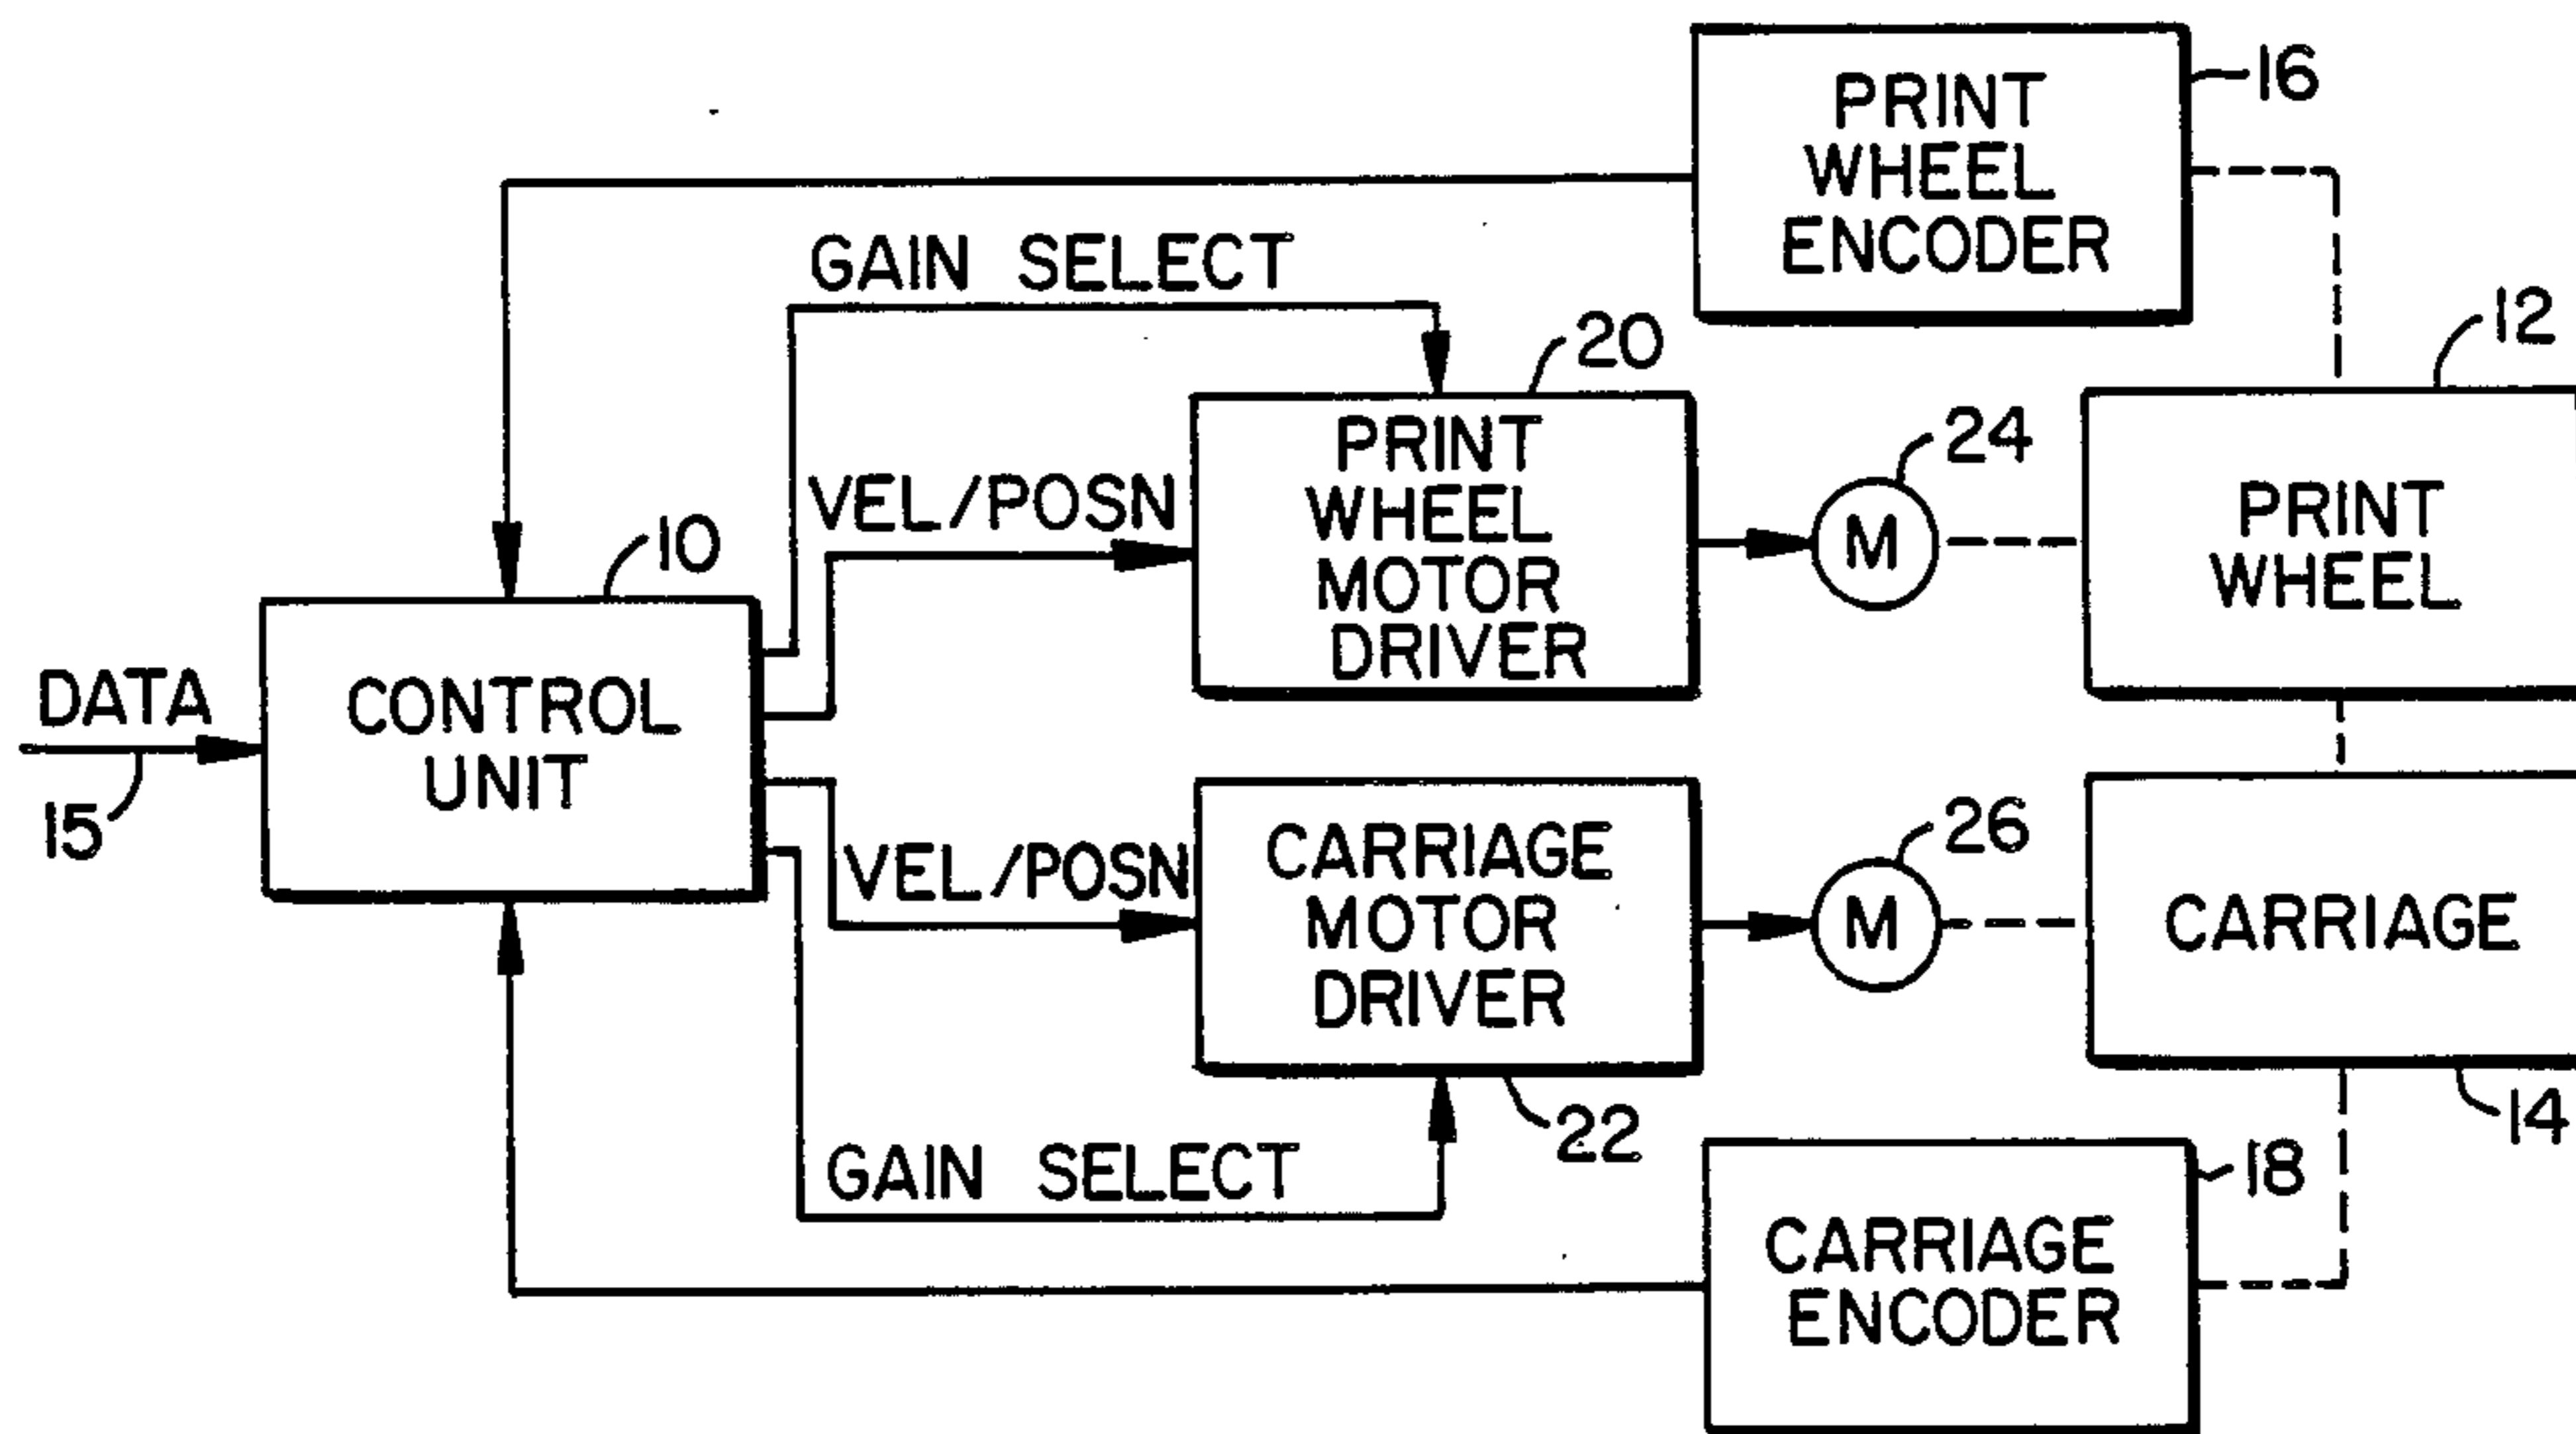 PRINT
WHEEL
ENCODER
16
GAIN SELECT
20
12
PRINT
WHEEL
MOTOR
DRIVER
24
M
PRINT
WHEEL
VEL/POSN
10
DATA
15
CONTROL
UNIT
VEL/POSN
CARRIAGE
MOTOR
DRIVER
22
26
M
CARRIAGE
14
GAIN SELECT
18
CARRIAGE
ENCODER